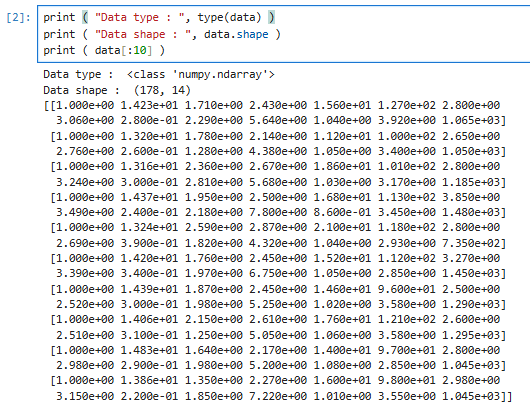 [2]: print ( "Data type : ", type(data) )
print ( "Data shape : ", data.shape )
print ( data[:10] )
Data type :  <class 'numpy.ndarray'>
Data shape :  (178, 14)
[[1.000e+00 1.423e+01 1.710e+00 2.430e+00 1.560e+01 1.270e+02 2.800e+00
  3.060e+00 2.800e-01 2.290e+00 5.640e+00 1.040e+00 3.920e+00 1.065e+03]
 [1.000e+00 1.320e+01 1.780e+00 2.140e+00 1.120e+01 1.000e+02 2.650e+00
  2.760e+00 2.600e-01 1.280e+00 4.380e+00 1.050e+00 3.400e+00 1.050e+03]
 [1.000e+00 1.316e+01 2.360e+00 2.670e+00 1.860e+01 1.010e+02 2.800e+00
  3.240e+00 3.000e-01 2.810e+00 5.680e+00 1.030e+00 3.170e+00 1.185e+03]
 [1.000e+00 1.437e+01 1.950e+00 2.500e+00 1.680e+01 1.130e+02 3.850e+00
  3.490e+00 2.400e-01 2.180e+00 7.800e+00 8.600e-01 3.450e+00 1.480e+03]
 [1.000e+00 1.324e+01 2.590e+00 2.870e+00 2.100e+01 1.180e+02 2.800e+00
  2.690e+00 3.900e-01 1.820e+00 4.320e+00 1.040e+00 2.930e+00 7.350e+02]
 [1.000e+00 1.420e+01 1.760e+00 2.450e+00 1.520e+01 1.120e+02 3.270e+00
  3.390e+00 3.400e-01 1.970e+00 6.750e+00 1.050e+00 2.850e+00 1.450e+03]
 [1.000e+00 1.439e+01 1.870e+00 2.450e+00 1.460e+01 9.600e+01 2.500e+00
  2.520e+00 3.000e-01 1.980e+00 5.250e+00 1.020e+00 3.580e+00 1.290e+03]
 [1.000e+00 1.406e+01 2.150e+00 2.610e+00 1.760e+01 1.210e+02 2.600e+00
  2.510e+00 3.100e-01 1.250e+00 5.050e+00 1.060e+00 3.580e+00 1.295e+03]
 [1.000e+00 1.483e+01 1.640e+00 2.170e+00 1.400e+01 9.700e+01 2.800e+00
  2.980e+00 2.900e-01 1.980e+00 5.200e+00 1.080e+00 2.850e+00 1.045e+03]
 [1.000e+00 1.386e+01 1.350e+00 2.270e+00 1.600e+01 9.800e+01 2.980e+00
  3.150e+00 2.200e-01 1.850e+00 7.220e+00 1.010e+00 3.550e+00 1.045e+03]]